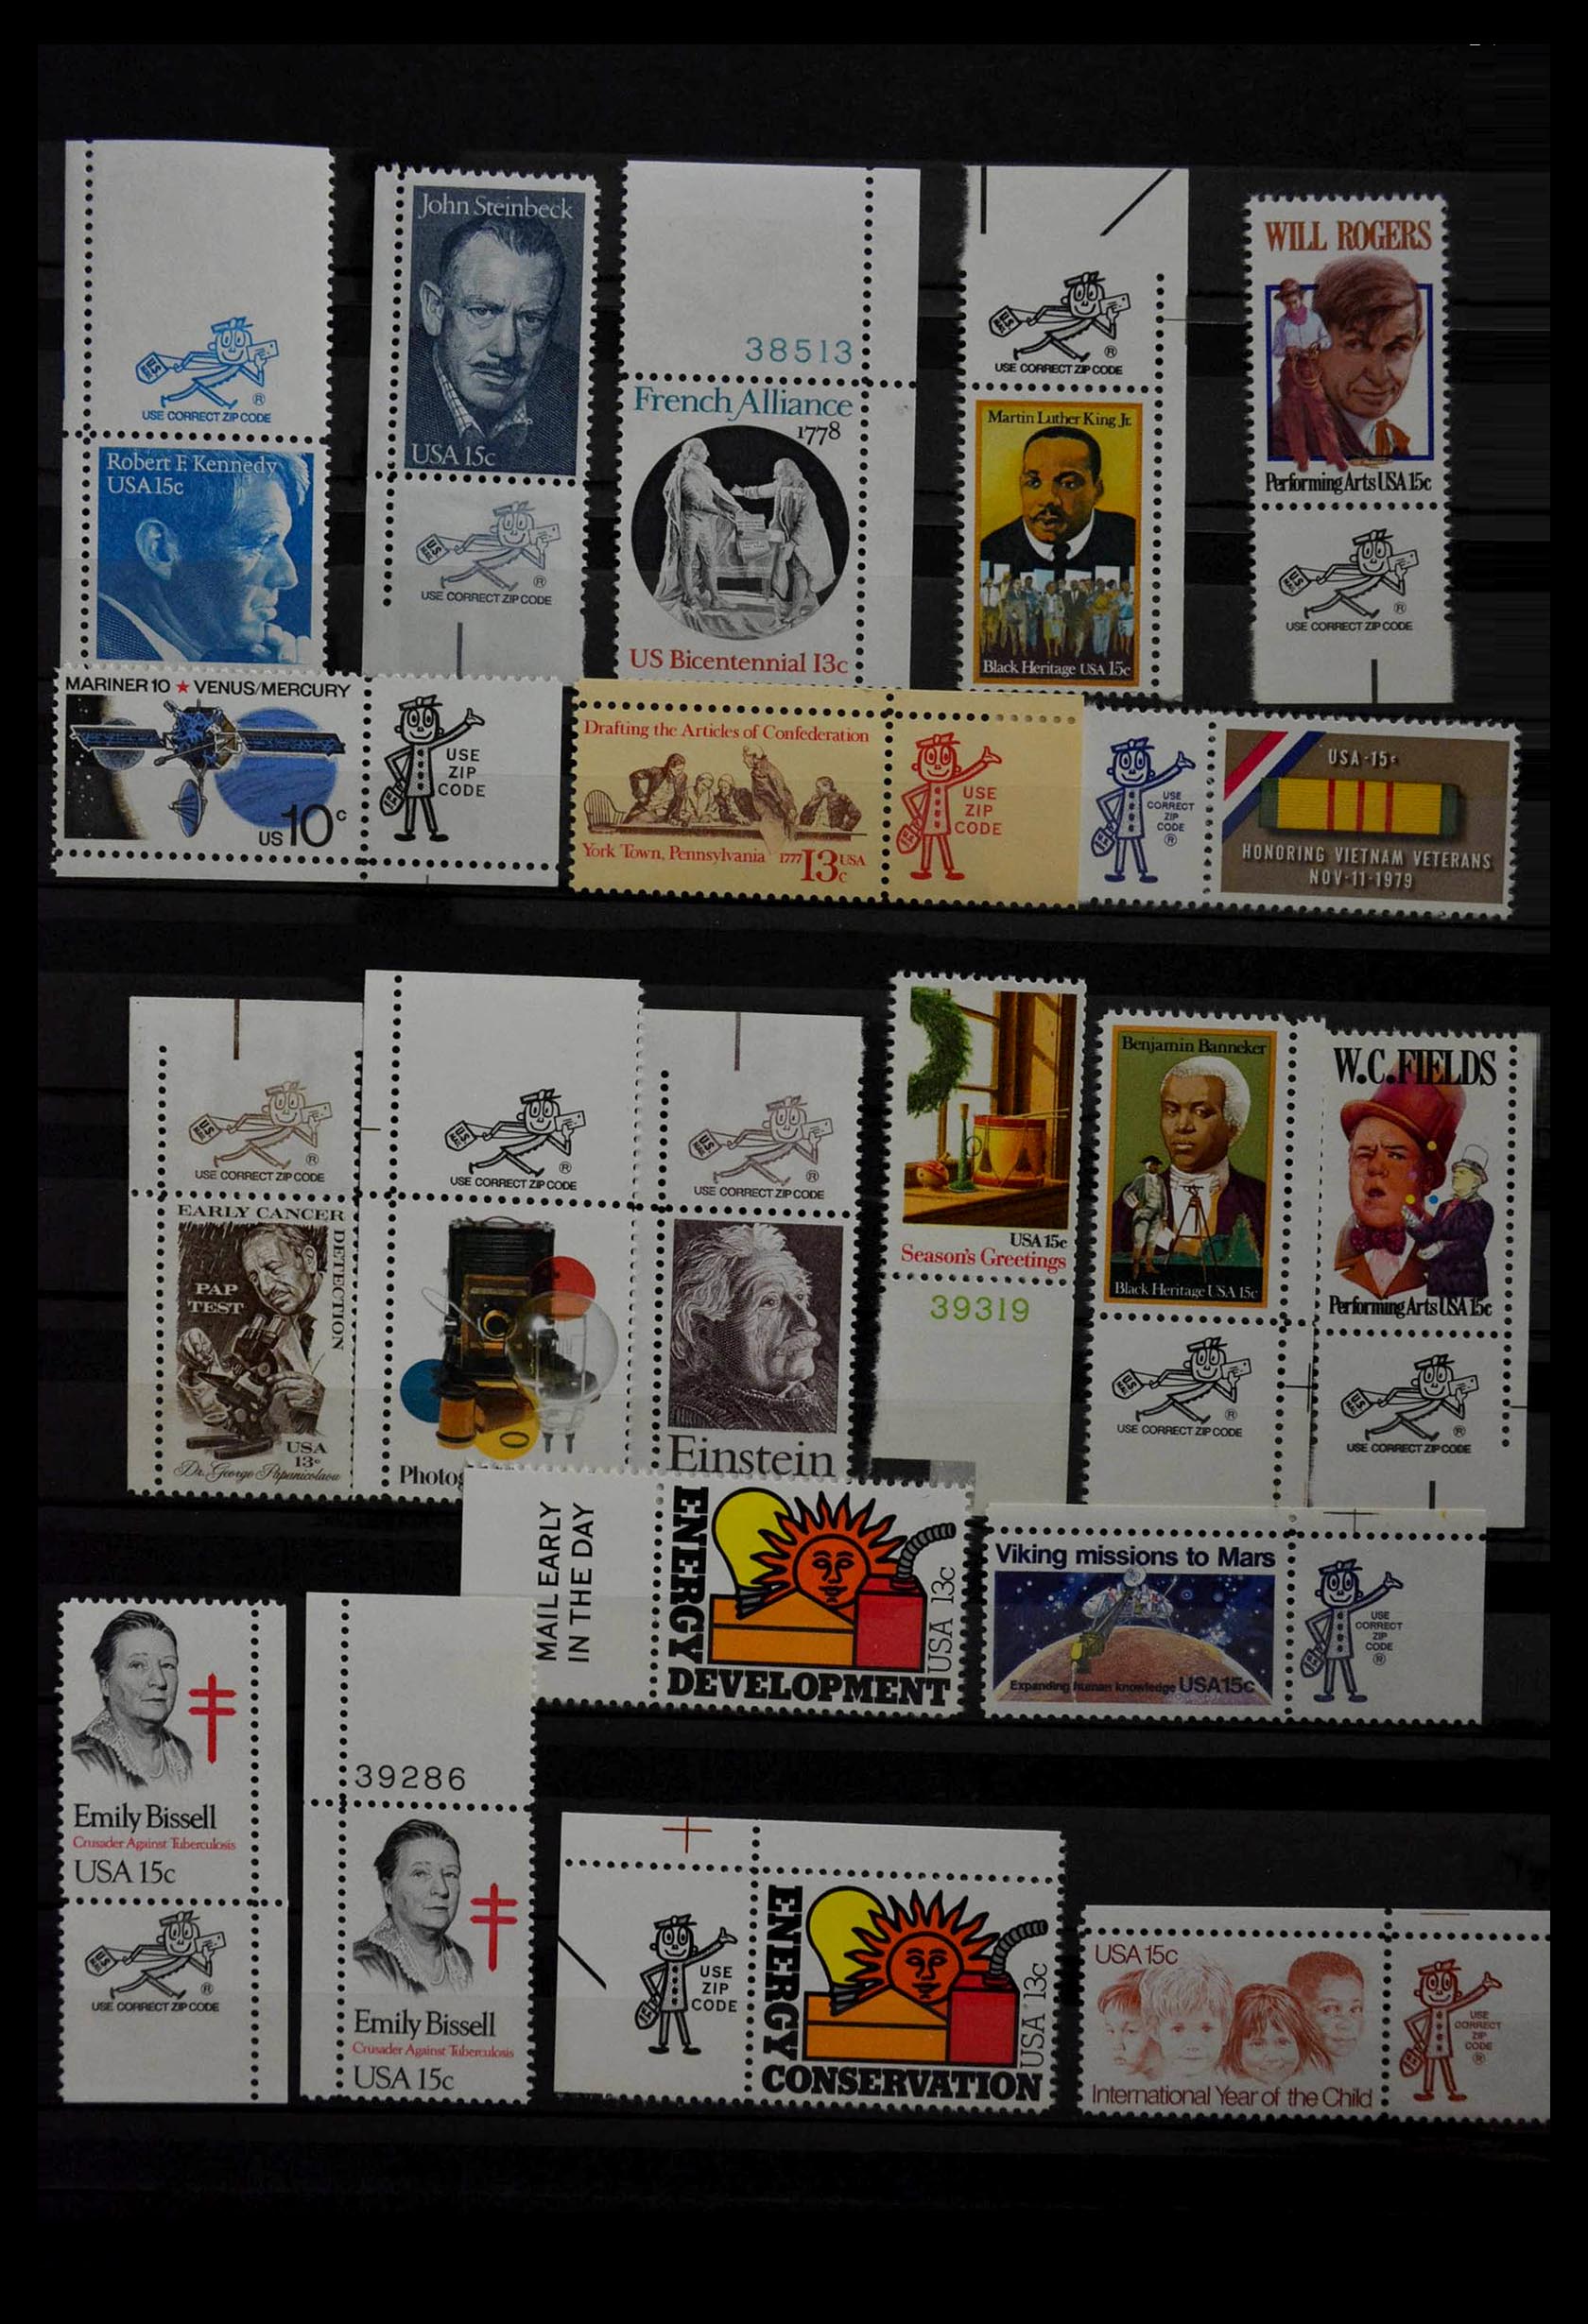 USE CORRECT ZIP CODE
Robert F. Kennedy
USA 15c
John Steinbeck
USA 15c
USE CORRECT ZIP CODE
38513
French Alliance
1778
US Bicentennial 13c
USE CORRECT ZIP CODE
Martin Luther King Jr.
Black Heritage USA 15c
WILL ROGERS
Performing Arts USA 15c
USE CORRECT ZIP CODE
MARINER 10 ★ VENUS/MERCURY
US 10c
USE
ZIP
CODE
Drafting the Articles of Confederation
York Town, Pennsylvania 1777 13c USA
USE
ZIP
CODE
USE
CORRECT
ZIP
CODE
®
USA-15c
HONORING VIETNAM VETERANS
NOV·11·1979
USE CORRECT ZIP CODE
EARLY CANCER
DETECTION
PAP
TEST
USA
13c
Dr. George Papanicolaou
USE CORRECT ZIP CODE
Photog
USE CORRECT ZIP CODE
Einstein
USA 15c
Season's Greetings
39319
Benjamin Banneker
Black Heritage USA 15c
USE CORRECT ZIP CODE
W.C. FIELDS
Performing Arts USA 15c
USE CORRECT ZIP CODE
MAIL EARLY
IN THE DAY
ENERGY
DEVELOPMENT
USA 13c
Viking missions to Mars
Expanding human knowledge USA 15c
USE
CORRECT
ZIP
CODE
®
Emily Bissell
Crusader Against Tuberculosis
USA 15c
USE CORRECT ZIP CODE
39286
Emily Bissell
Crusader Against Tuberculosis
USA 15c
USE
ZIP
CODE
ENERGY
CONSERVATION
USA 13c
USA 15c
International Year of the Child
USE
CORRECT
ZIP
CODE
®